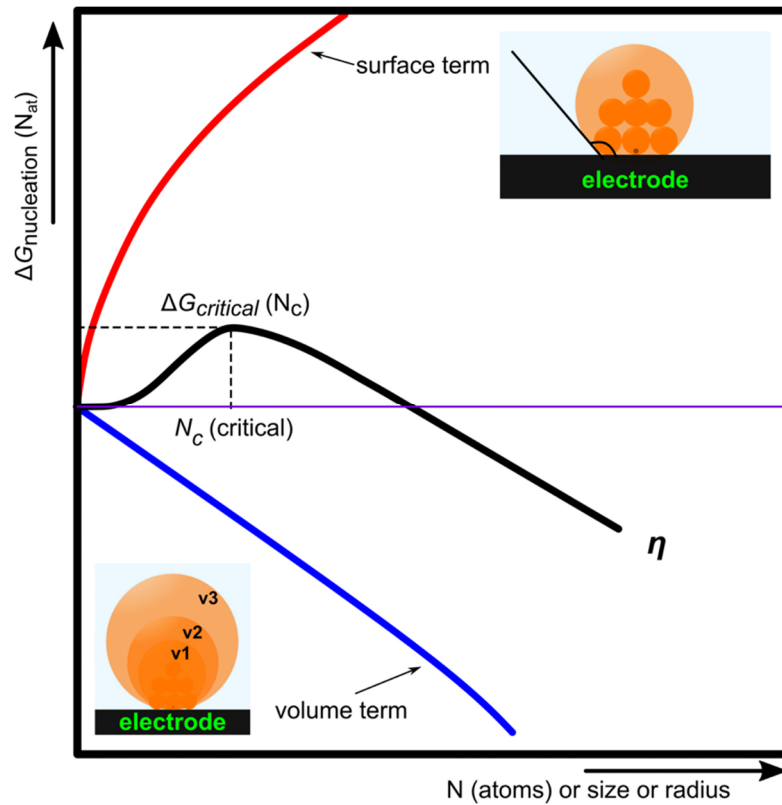 ΔGnucleation (Nat)
surface term
electrode
ΔGcritical (Nc)
Nc (critical)
η
v3
v2
v1
electrode
volume term
N (atoms) or size or radius